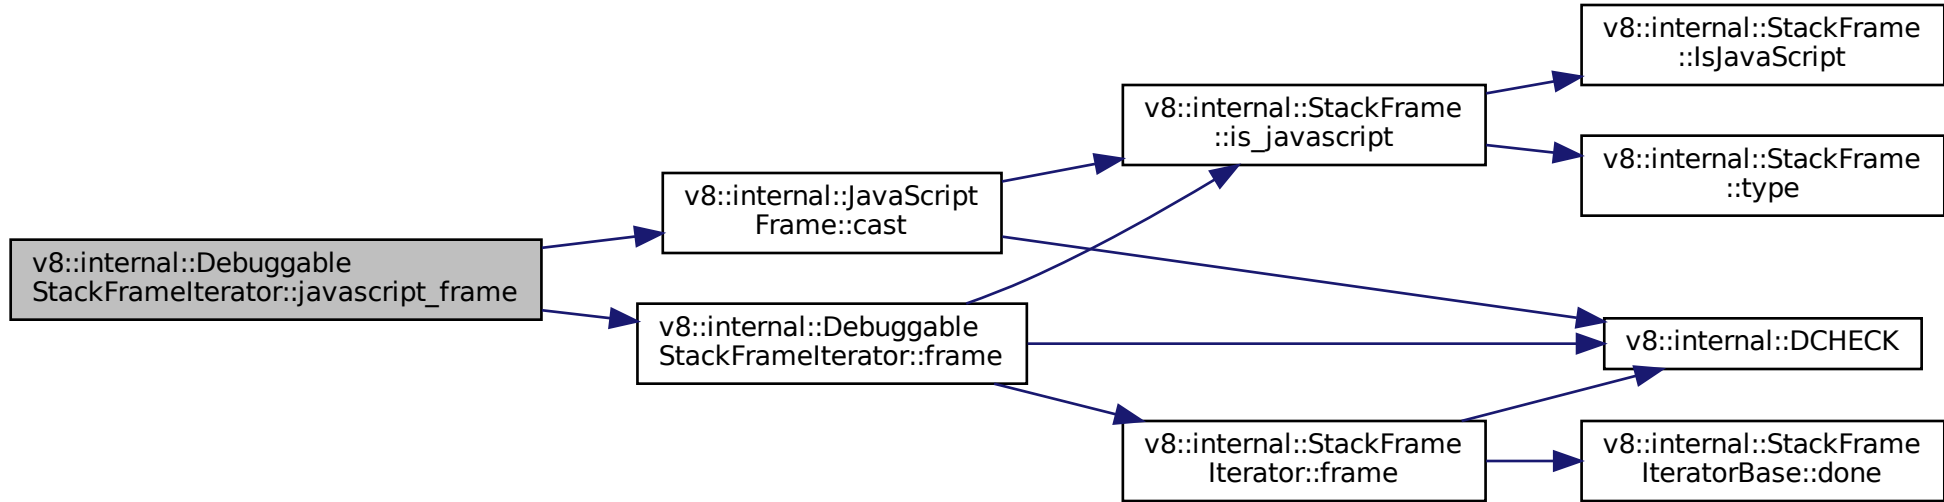 v8::internal::Debuggable
StackFrameIterator::javascript_frame
v8::internal::JavaScript
Frame::cast
v8::internal::Debuggable
StackFrameIterator::frame
v8::internal::StackFrame
::is_javascript
v8::internal::StackFrame
Iterator::frame
v8::internal::StackFrame
::IsJavaScript
v8::internal::StackFrame
::type
v8::internal::DCHECK
v8::internal::StackFrame
IteratorBase::done